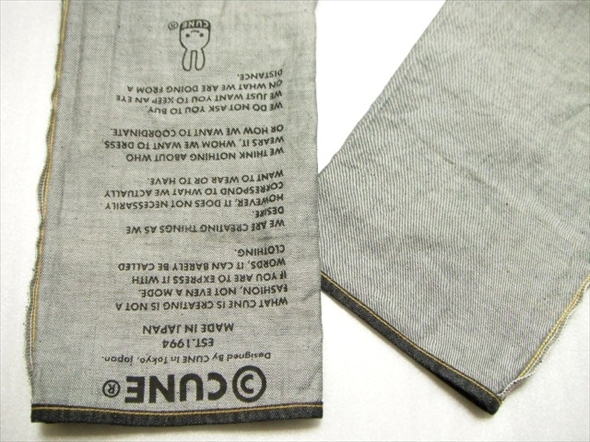 ƆCUNE®
Designed By CUNE In Tokyo, Japan.
EST.1994
MADE IN JAPAN
WHAT CUNE IS CREATING IS NOT A
FASHION, NOT EVEN A MODE.
IF YOU ARE TO EXPRESS IT WITH
WORDS, IT CAN BARELY BE CALLED
CLOTHING.
WE ARE CREATING THINGS AS WE
DESIRE.
HOWEVER, IT DOES NOT NECESSARILY
CORRESPOND TO WHAT WE ACTUALLY
WANT TO WEAR OR TO HAVE.
WE THINK NOTHING ABOUT WHO
WEARS IT, WHOM WE WANT TO DRESS,
OR HOW WE WANT TO COORDINATE.
WE DO NOT ASK YOU TO BUY.
WE JUST WANT YOU TO KEEP AN EYE
ON WHAT WE ARE DOING FROM A
DISTANCE.
CUNE®